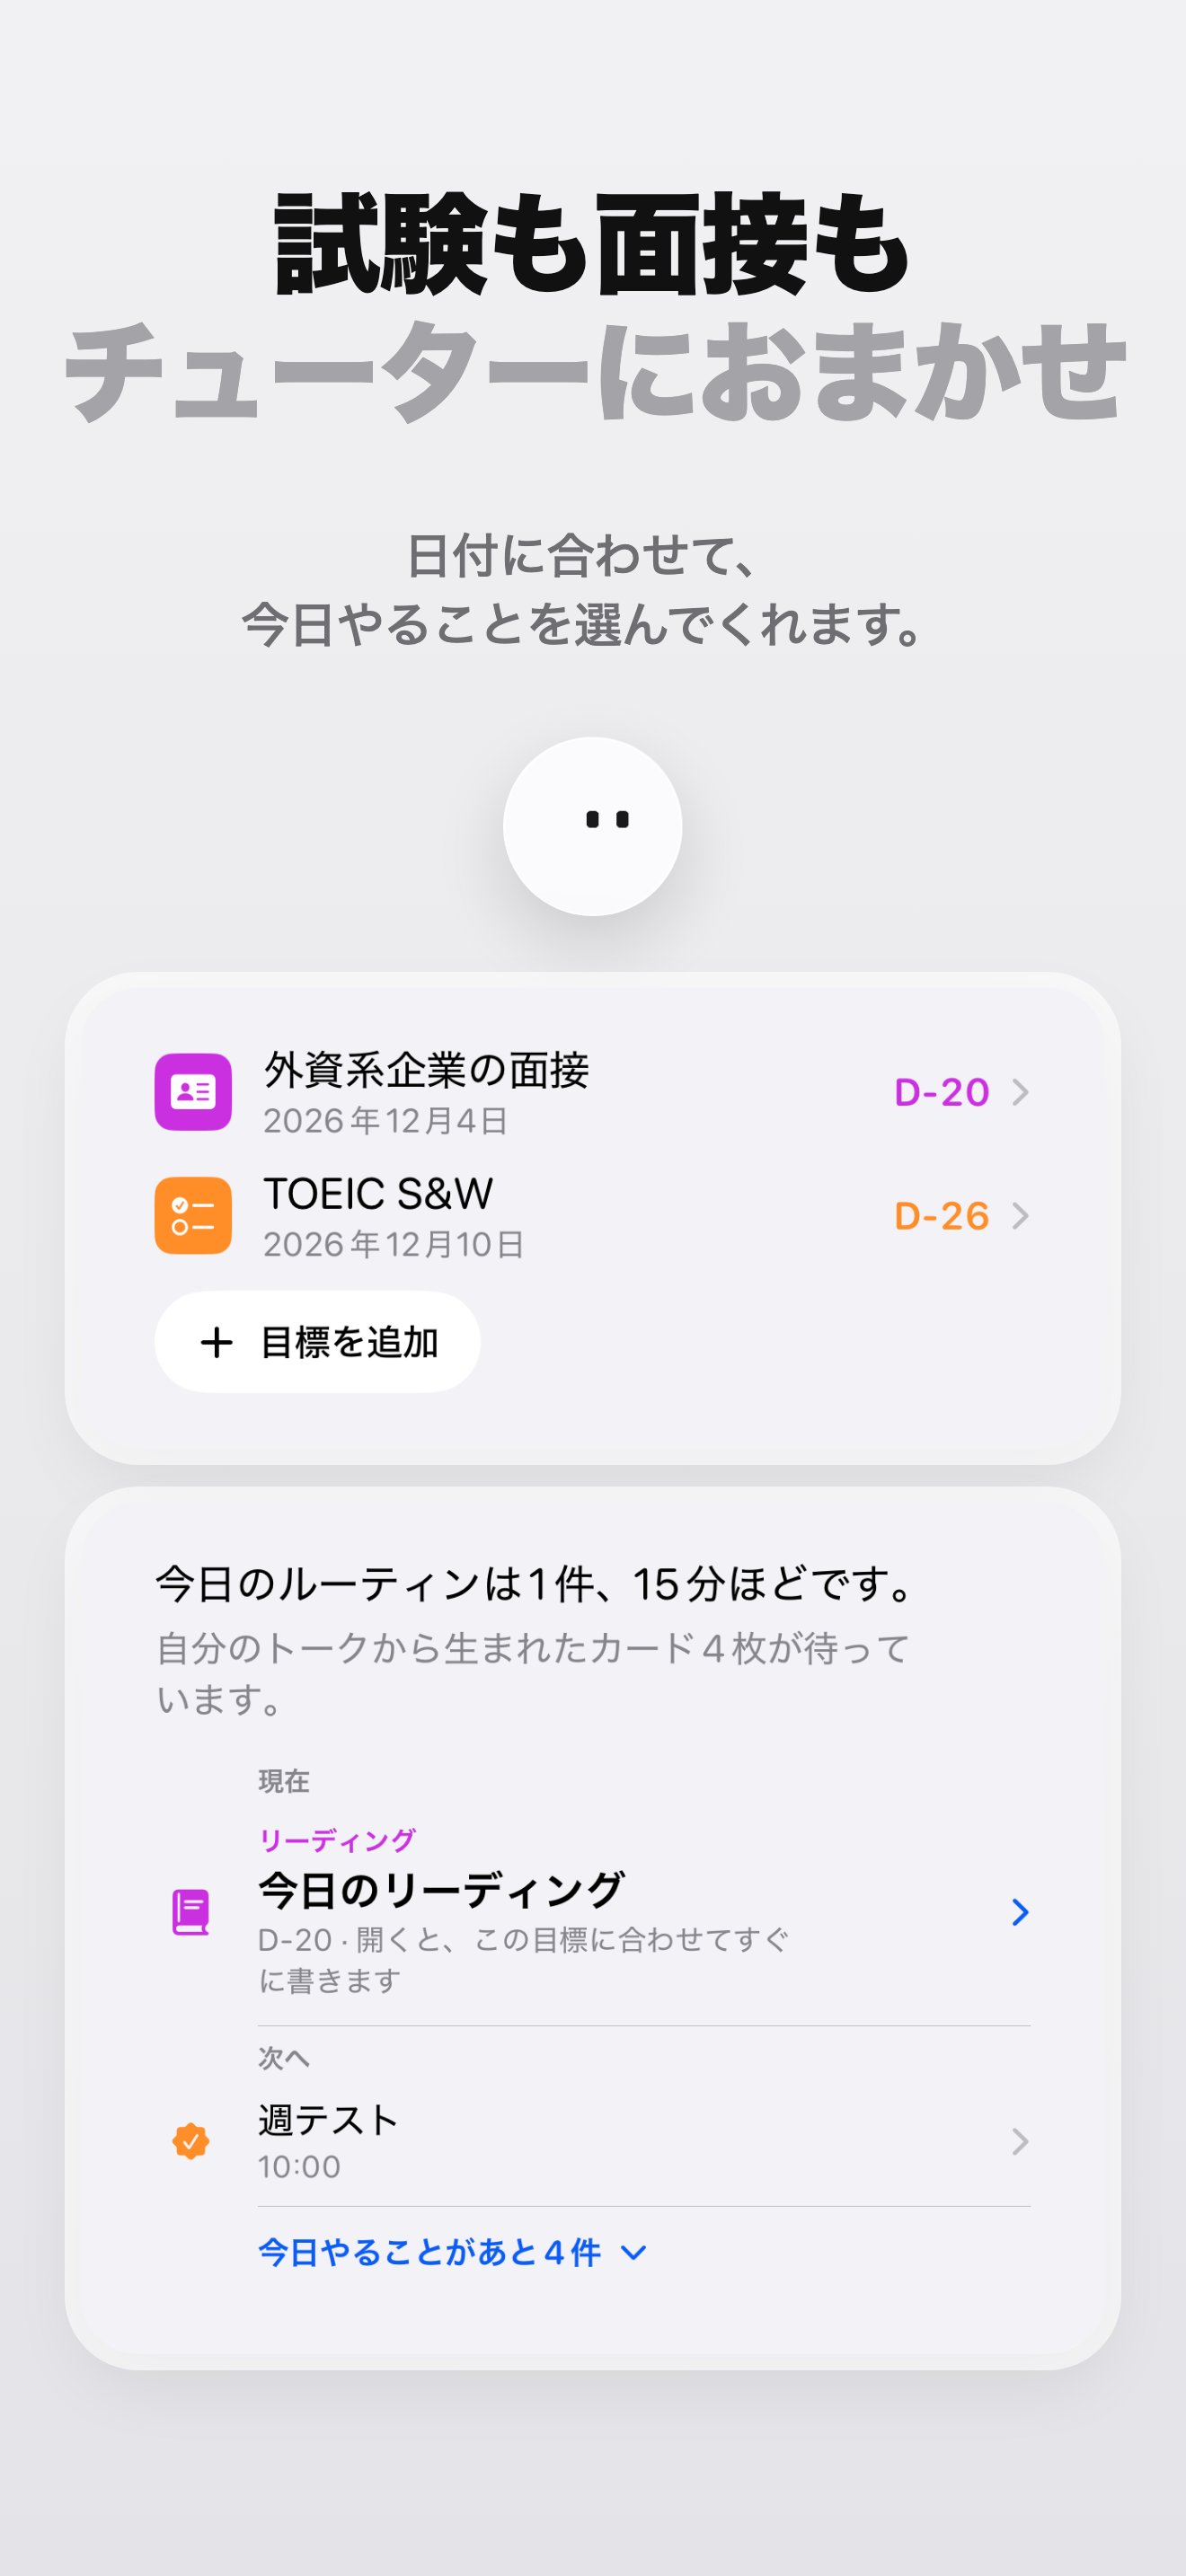 試験も面接も
チューターにおまかせ
日付に合わせて、
今日やることを選んでくれます。
外資系企業の面接
2026年12月4日
D-20
TOEIC S&W
2026年12月10日
D-26
目標を追加
今日のルーティンは1件、15分ほどです。
自分のトークから生まれたカード4枚が待って
います。
現在
リーディング
今日のリーディング
D-20 · 開くと、この目標に合わせてすぐ
に書きます
次へ
週テスト
10:00
今日やることがあと4件